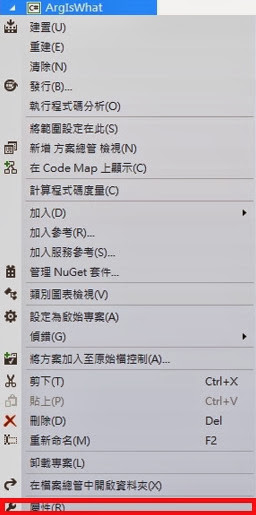 ArgIsWhat
建置(U)
重建(E)
清除(N)
發行(B)...
執行程式碼分析(O)
將範圍設定在此(S)
新增 方案總管 檢視(N)
在 Code Map 上顯示(C)
計算程式碼度量(C)
加入(D)
加入參考(R)...
加入服務參考(S)...
管理 NuGet 套件...
類別圖表檢視(V)
設定為啟始專案(A)
偵錯(G)
將方案加入至原始檔控制(A)...
剪下(T) Ctrl+X
貼上(P) Ctrl+V
刪除(D) Del
重新命名(M) F2
卸載專案(L)
在檔案總管中開啟資料夾(X)
屬性(R)